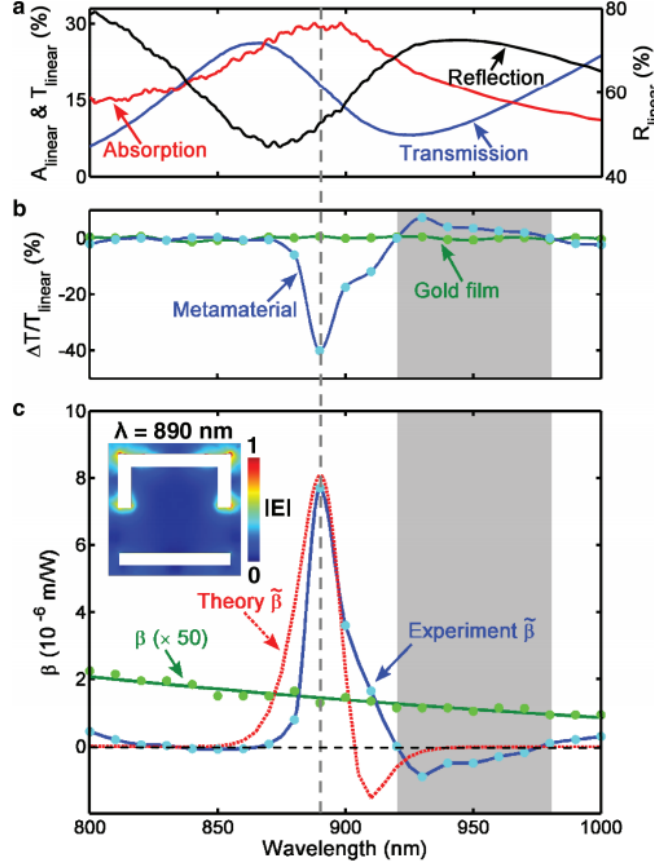 a
A_linear & T_linear (%)
30
15
0
Absorption
Reflection
Transmission
80
60
40
R_linear (%)
b
ΔT/T_linear (%)
0
-20
-40
Metamaterial
Gold film
c
β (10⁻⁶ m/W)
10
8
6
4
2
0
λ = 890 nm
1
|E|
0
Theory β̃
Experiment β̃
β (× 50)
800
850
900
950
1000
Wavelength (nm)